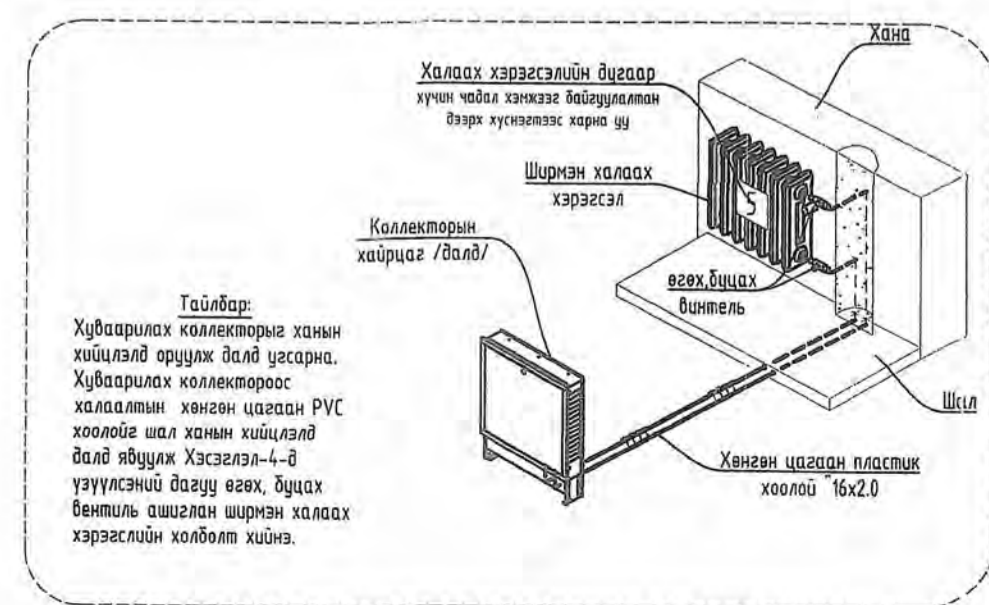 Хана
Халаах хэрэгсэлийн дугаар
хүчин чадал хэмжээг байгуулалтан
дээрх хүснэгтээс харна уу
Ширмэн халаах
хэрэгсэл
Коллекторын
хайрцаг /далд/
5
өгөх,буцах
винтель
Тайлбар:
Хуваарилах коллекторыг ханын
хийцлэлд оруулж далд угсарна.
Хуваарилах коллектороос
халаалтын хөнгөн цагаан PVC
хоолойг шал ханын хийцлэлд
далд явуулж Хэсэглэл-4-д
үзүүлсэний дагуу өгөх, буцах
вентиль ашиглан ширмэн халаах
хэрэгслийн холболт хийнэ.
Шал
Хөнгөн цагаан пластик
хоолой ˜16x2.0